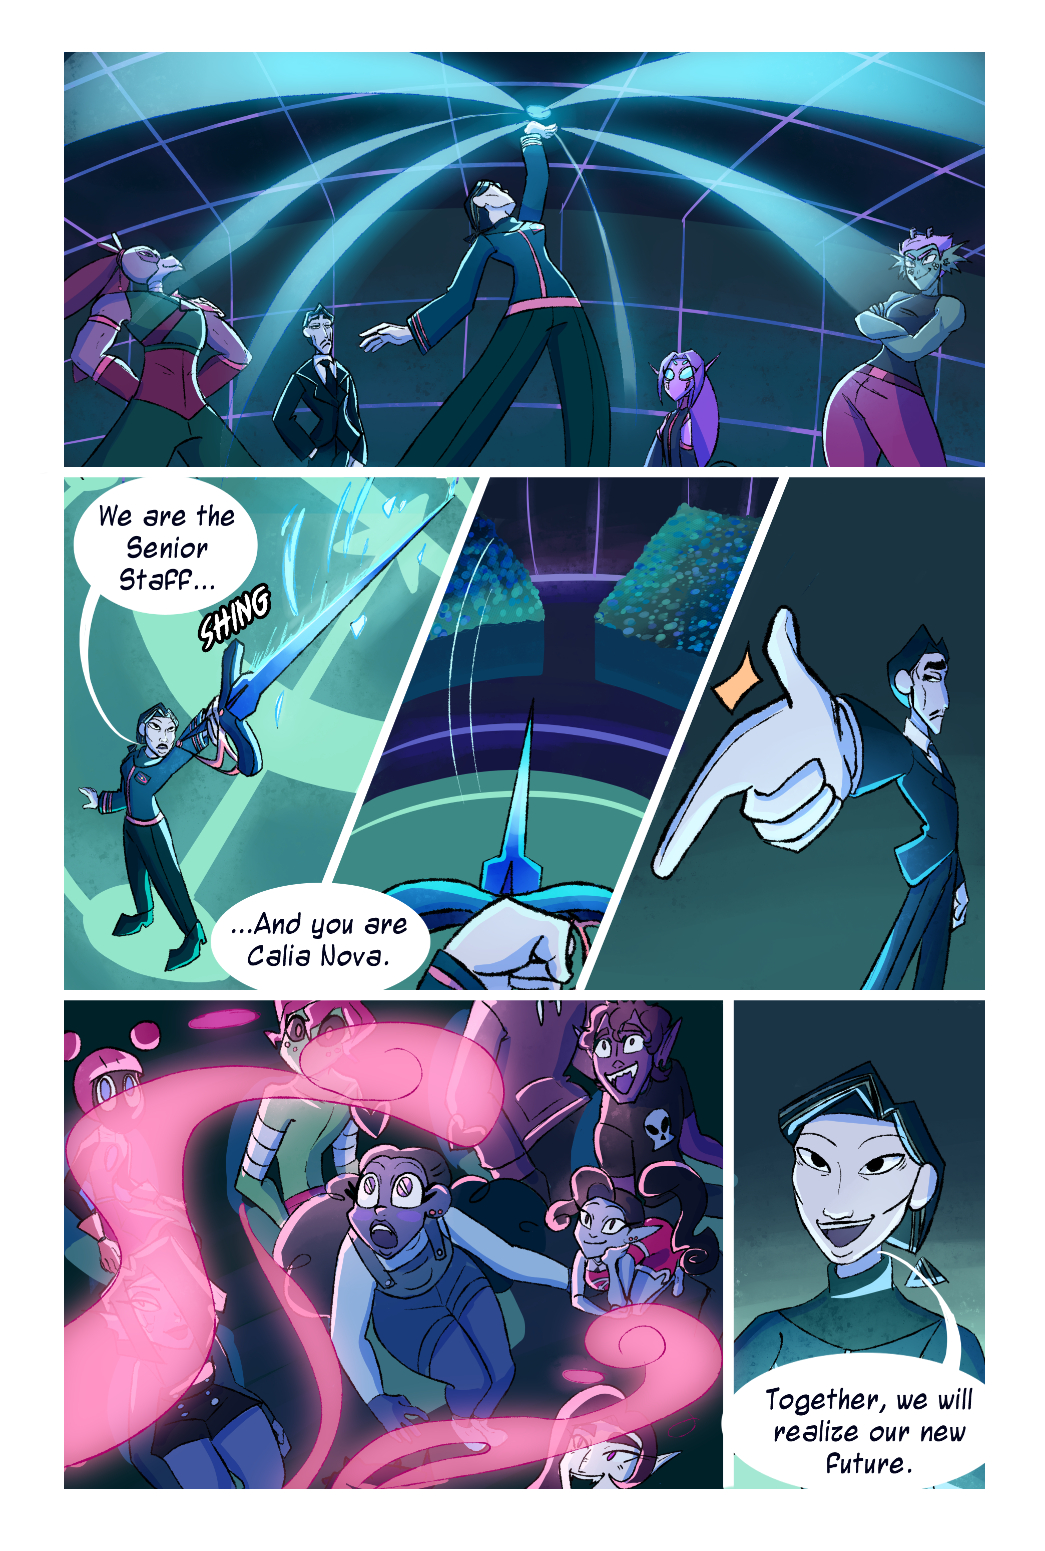 We are the
Senior
Staff...
SHING
...And you are
Calia Nova.
Together, we will
realize our new
future.